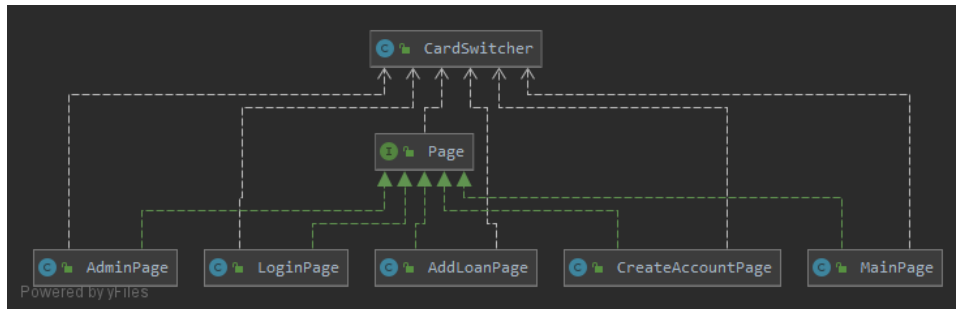 C CardSwitcher
I Page
C AdminPage
C LoginPage
C AddLoanPage
C CreateAccountPage
C MainPage
Powered by yFiles